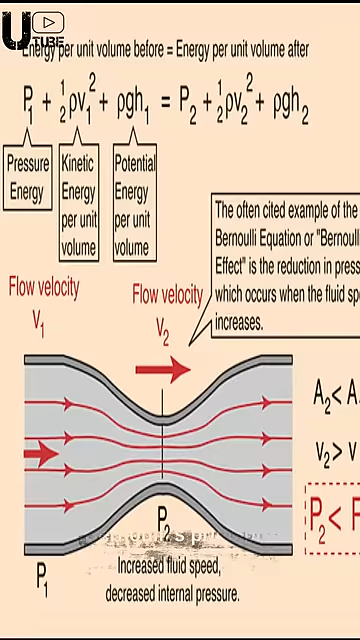 U
TUBE
Energy per unit volume before = Energy per unit volume after
P₁ + ½ρv₁² + ρgh₁ = P₂ + ½ρv₂² + ρgh₂
Pressure
Energy
Kinetic
Energy
per unit
volume
Potential
Energy
per unit
volume
The often cited example of the
Bernoulli Equation or "Bernoull
Effect" is the reduction in press
which occurs when the fluid spe
increases.
Flow velocity
v₁
Flow velocity
v₂
A₂ < A
v₂ > v
P₂ < P
P₂
P₁
Increased fluid speed,
decreased internal pressure.